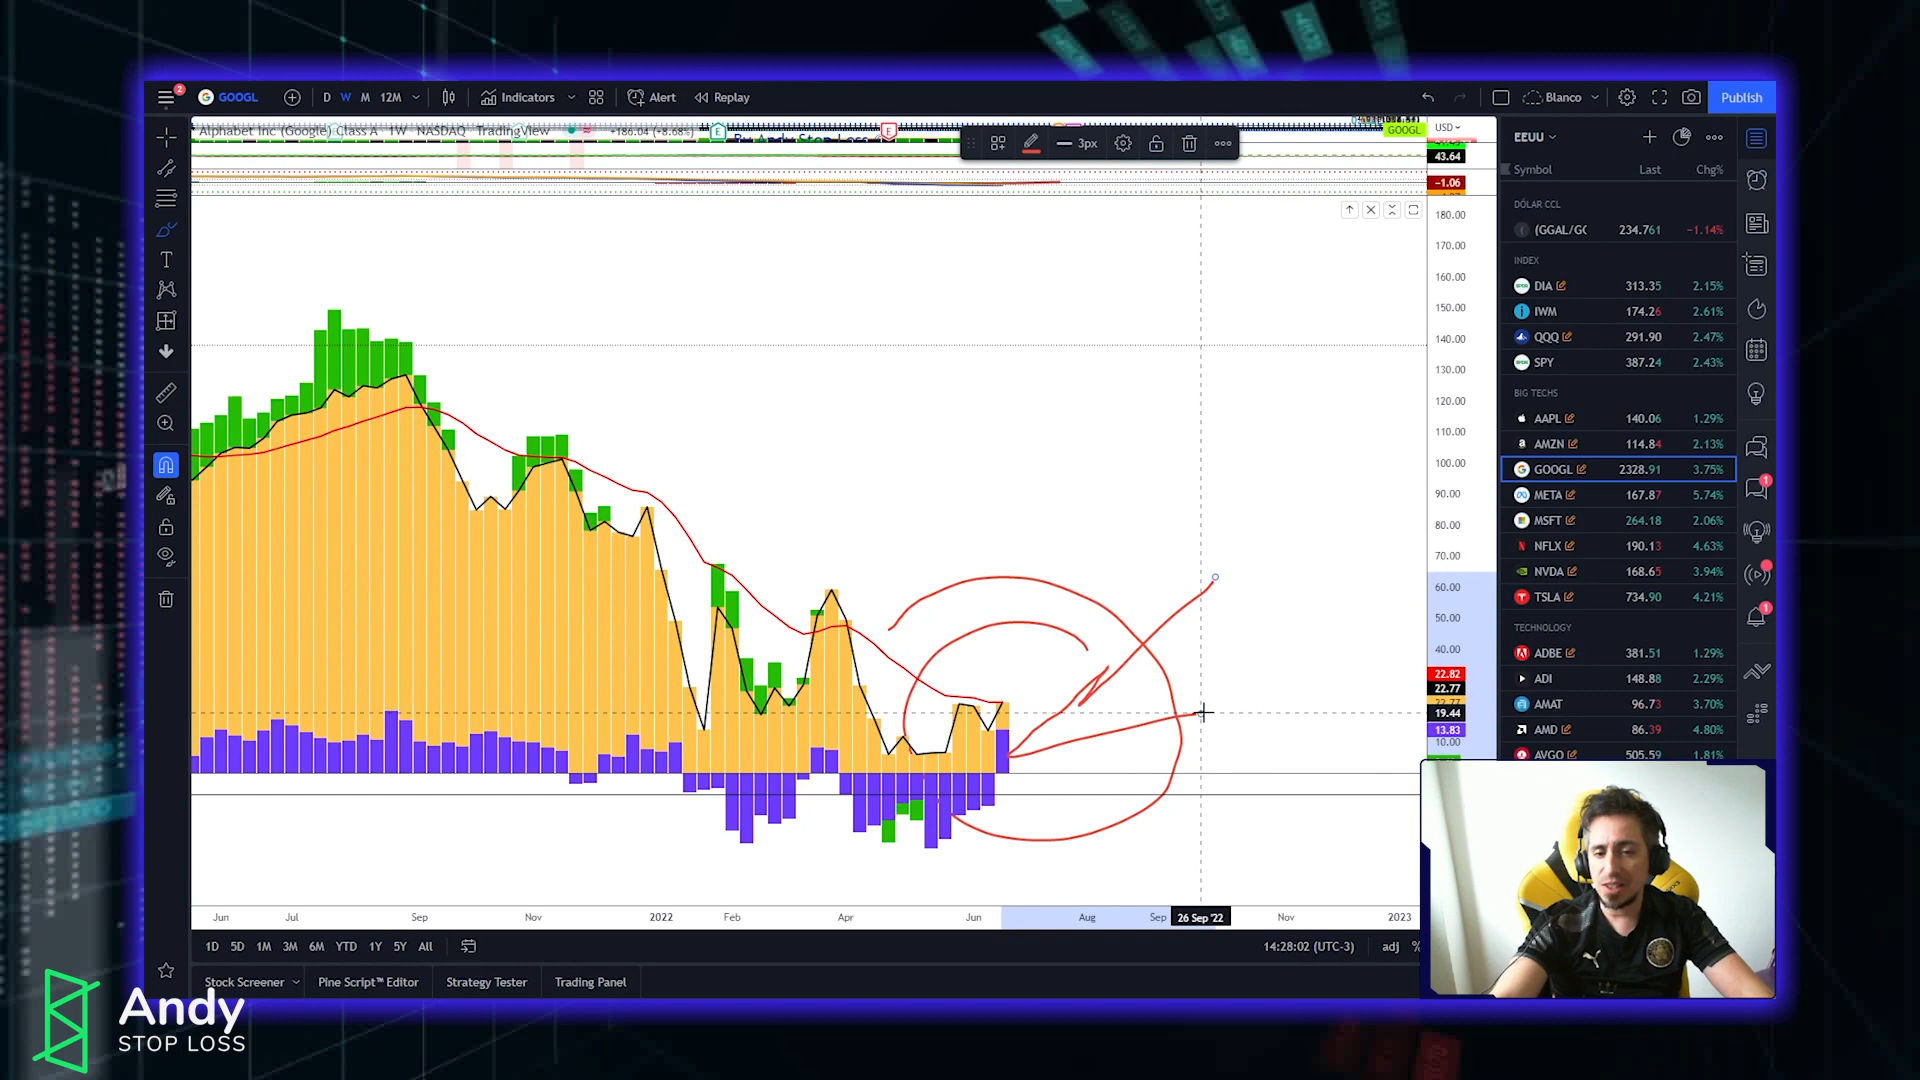 2
GOOGL
D W M 12M
Indicators
Alert
Replay
Blanco
Publish
Alphabet Inc (Google) Class A 1W NASDAQ TradingView
+186.04 (+8.68%)
E
By Andy Stop Loss
E
3px
GOOGL
USD
43.64
−1.06
180.00
170.00
160.00
150.00
140.00
130.00
120.00
110.00
100.00
90.00
80.00
70.00
60.00
50.00
40.00
22.82
22.77
22.77
19.44
13.83
10.00
Jun Jul Sep Nov 2022 Feb Apr Jun Aug Sep 26 Sep '22 Nov 2023
1D 5D 1M 3M 6M YTD 1Y 5Y All
14:28:02 (UTC-3) adj %
Stock Screener Pine Script™ Editor Strategy Tester Trading Panel
EEUU
Symbol Last Chg%
DÓLAR CCL
(GGAL/GC 234.761 −1.14%
INDEX
DIA 313.35 2.15%
IWM 174.26 2.61%
QQQ 291.90 2.47%
SPY 387.24 2.43%
BIG TECHS
AAPL 140.06 1.29%
AMZN 114.84 2.13%
GOOGL 2328.91 3.75%
META 167.87 5.74%
MSFT 264.18 2.06%
NFLX 190.13 4.63%
NVDA 168.65 3.94%
TSLA 734.90 4.21%
TECHNOLOGY
ADBE 381.51 1.29%
ADI 148.88 2.29%
AMAT 96.73 3.70%
AMD 86.39 4.80%
AVGO 505.59 1.81%
1
1
Andy
STOP LOSS